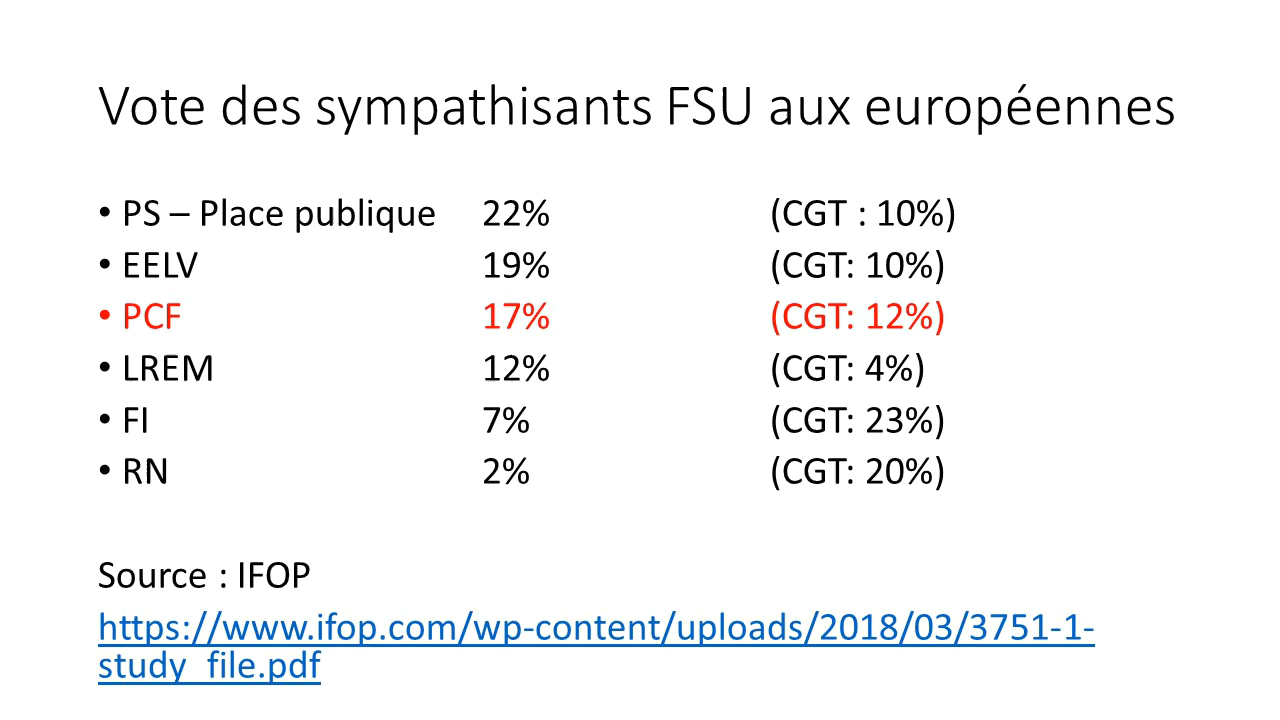 Vote des sympathisants FSU aux européennes
• PS – Place publique 22% (CGT : 10%)
• EELV 19% (CGT: 10%)
• PCF 17% (CGT: 12%)
• LREM 12% (CGT: 4%)
• FI 7% (CGT: 23%)
• RN 2% (CGT: 20%)
Source : IFOP
https://www.ifop.com/wp-content/uploads/2018/03/3751-1-
study_file.pdf